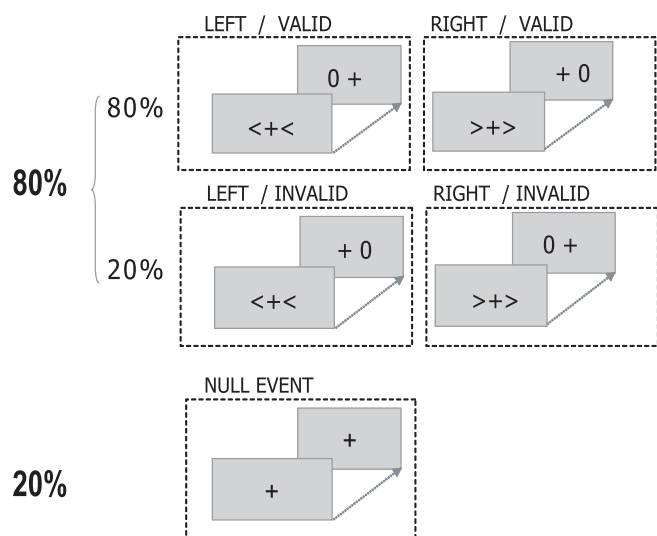 LEFT / VALID
RIGHT / VALID
0 +
+ 0
80%
<+<
>+>
80%
LEFT / INVALID
RIGHT / INVALID
+ 0
0 +
20%
<+<
>+>
NULL EVENT
+
20%
+